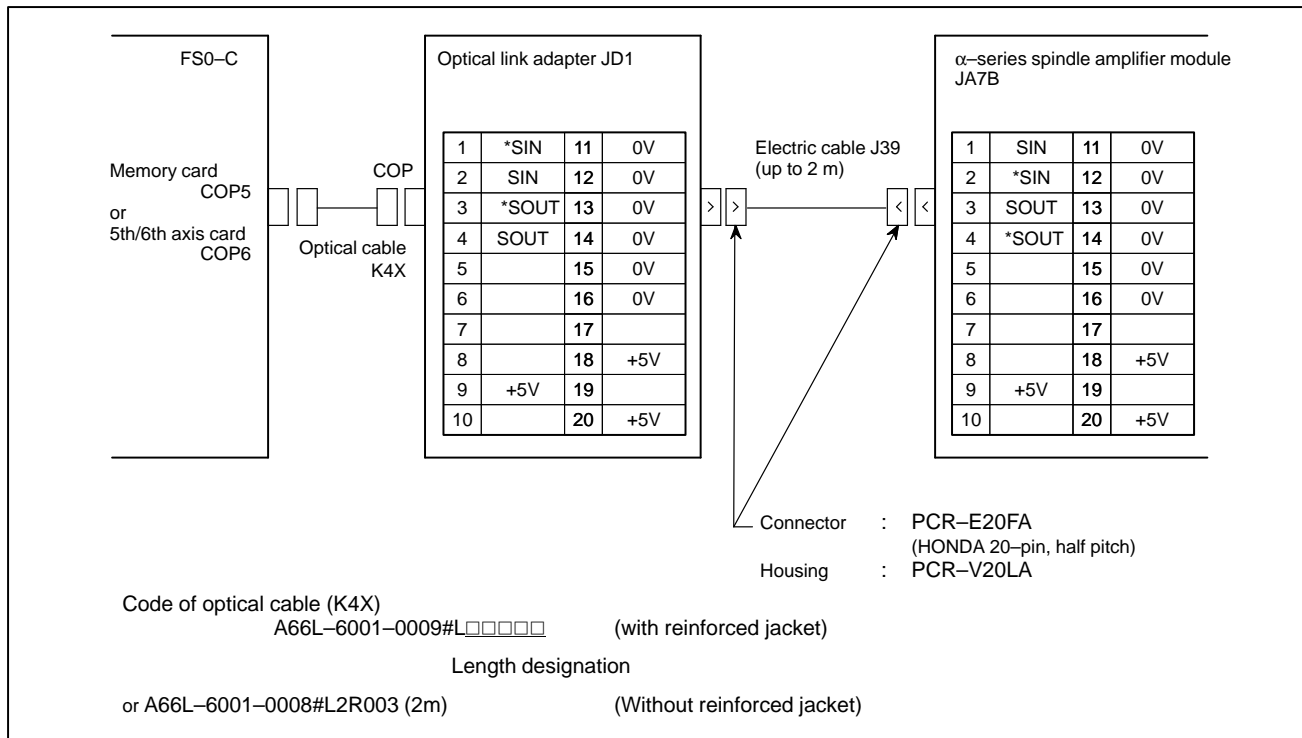 FS0–C
Memory card
COP5
or
5th/6th axis card
COP6
COP
Optical cable
K4X
Optical link adapter JD1
1 *SIN 11 0V
2 SIN 12 0V
3 *SOUT 13 0V
4 SOUT 14 0V
5 15 0V
6 16 0V
7 17
8 18 +5V
9 +5V 19
10 20 +5V
Electric cable J39
(up to 2 m)
α–series spindle amplifier module
JA7B
1 SIN 11 0V
2 *SIN 12 0V
3 SOUT 13 0V
4 *SOUT 14 0V
5 15 0V
6 16 0V
7 17
8 18 +5V
9 +5V 19
10 20 +5V
Connector : PCR–E20FA
(HONDA 20–pin, half pitch)
Housing : PCR–V20LA
Code of optical cable (K4X)
A66L–6001–0009#L□□□□□ (with reinforced jacket)
Length designation
or A66L–6001–0008#L2R003 (2m) (Without reinforced jacket)